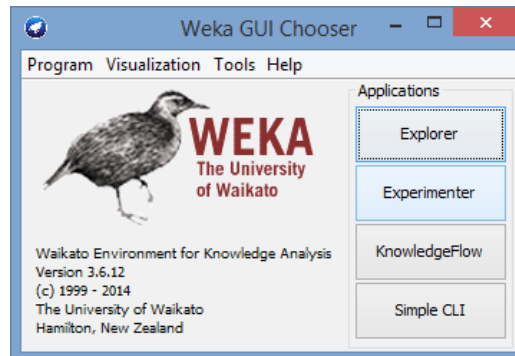 Weka GUI Chooser
Program Visualization Tools Help
WEKA
The University
of Waikato
Waikato Environment for Knowledge Analysis
Version 3.6.12
(c) 1999 - 2014
The University of Waikato
Hamilton, New Zealand
Applications
Explorer
Experimenter
KnowledgeFlow
Simple CLI